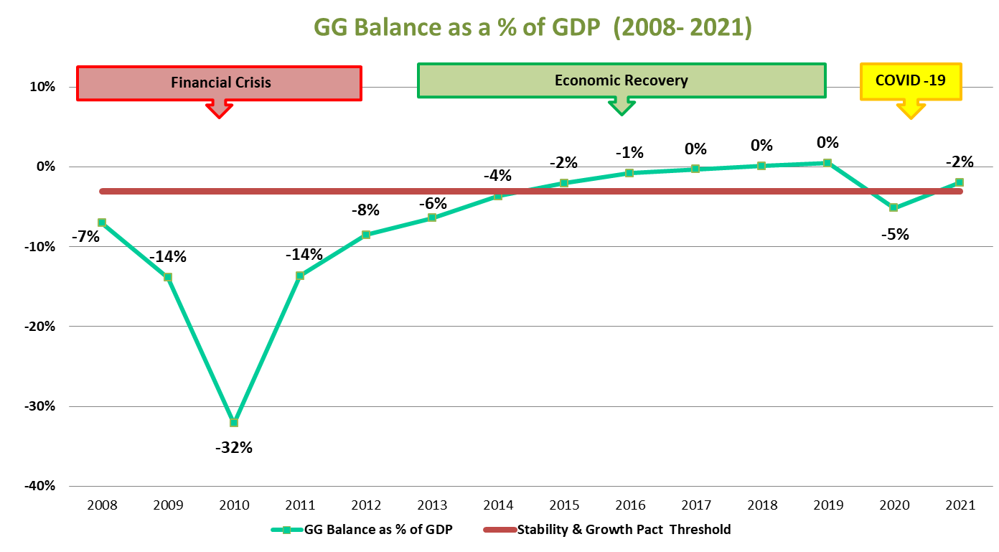 GG Balance as a % of GDP  (2008- 2021)
Financial Crisis
Economic Recovery
COVID -19
10%
0%
-10%
-20%
-30%
-40%
-7%
-14%
-32%
-14%
-8%
-6%
-4%
-2%
-1%
0%
0%
0%
-5%
-2%
2008 2009 2010 2011 2012 2013 2014 2015 2016 2017 2018 2019 2020 2021
GG Balance as % of GDP
Stability & Growth Pact  Threshold